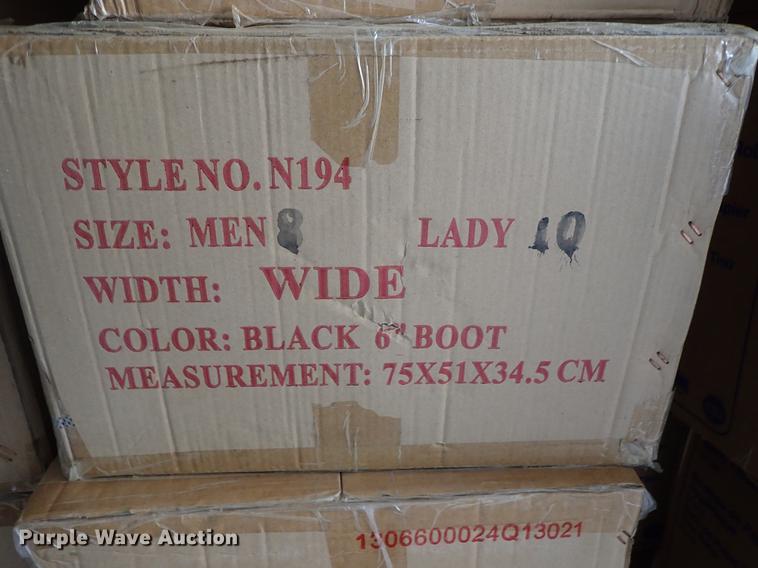 STYLE NO. N194
SIZE: MEN 8 LADY 10
WIDTH: WIDE
COLOR: BLACK 6" BOOT
MEASUREMENT: 75X51X34.5 CM
1306600024Q13021
Purple Wave Auction